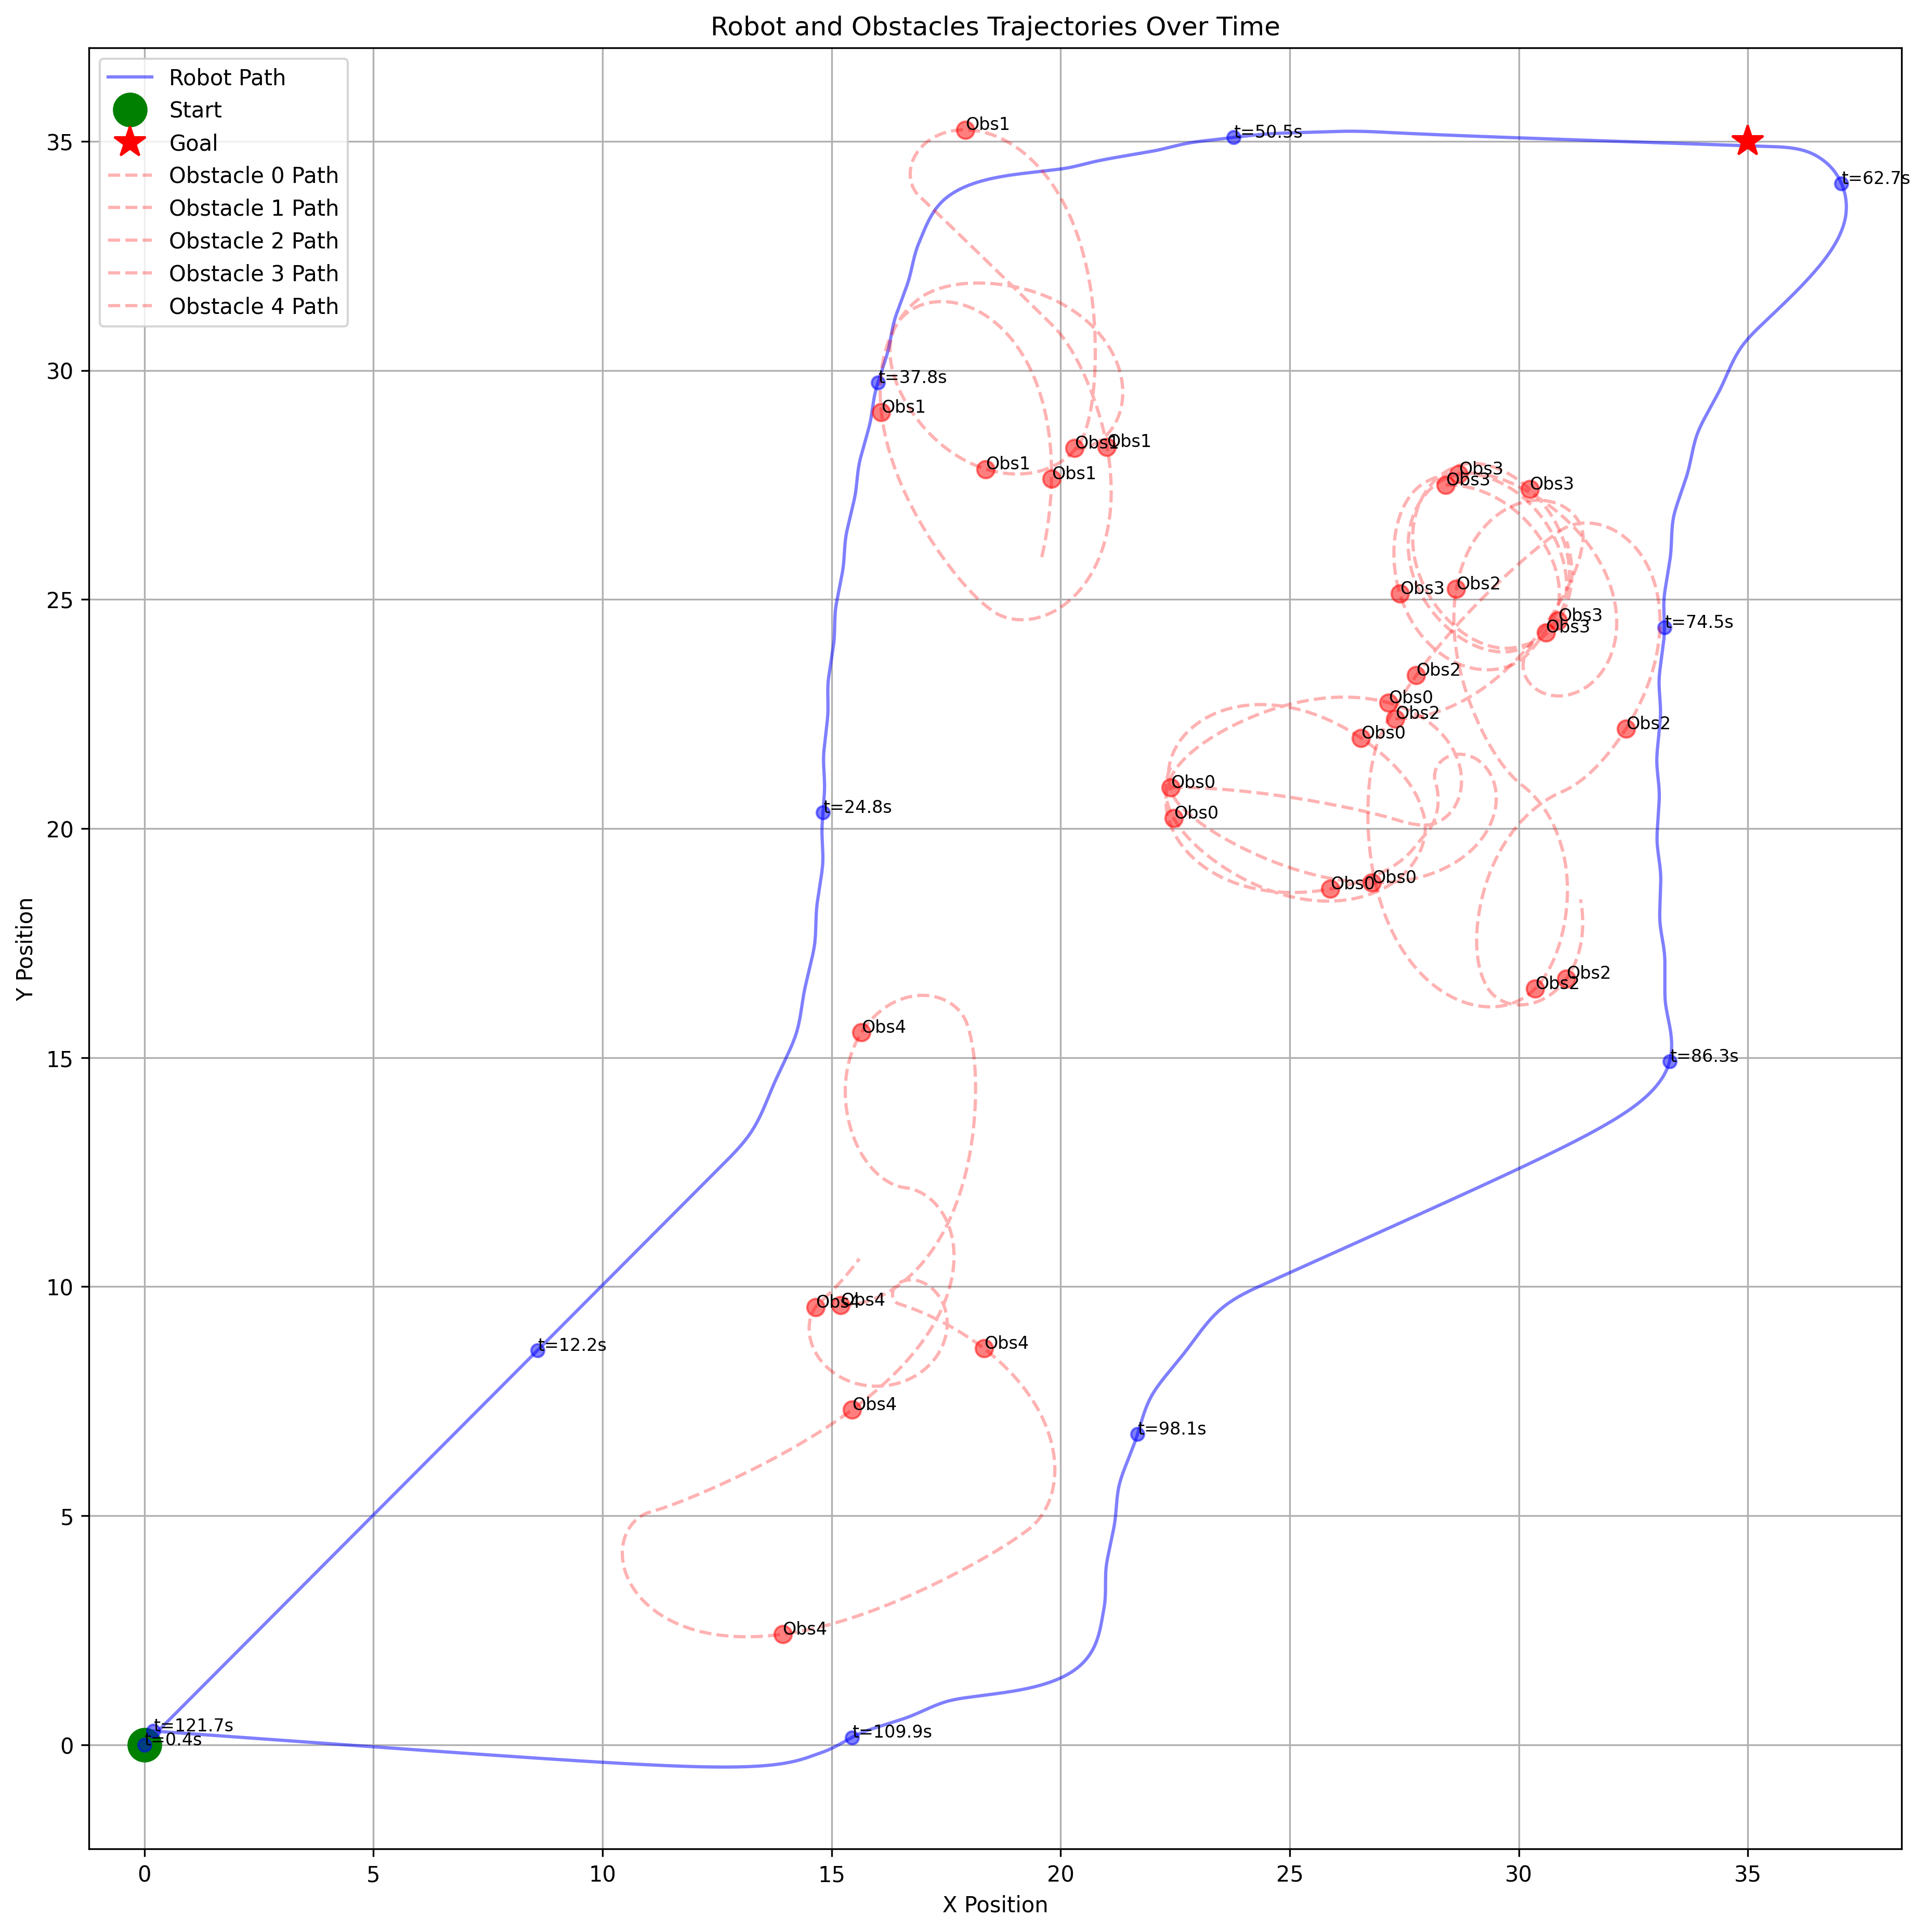 Robot and Obstacles Trajectories Over Time
Robot Path
Start
Goal
Obstacle 0 Path
Obstacle 1 Path
Obstacle 2 Path
Obstacle 3 Path
Obstacle 4 Path
Obs1
t=50.5s
t=62.7s
t=37.8s
Obs1
Obs1
Obs1
Obs1
Obs1
Obs3
Obs3
Obs3
Obs3
Obs2
Obs3
Obs3
t=74.5s
Obs2
Obs0
Obs2
Obs0
Obs2
Obs0
Obs0
t=24.8s
Obs0
Obs0
Obs2
Obs2
Obs4
t=86.3s
Obs4
Obs4
t=12.2s
Obs4
Obs4
t=98.1s
Obs4
t=121.7s
t=0.4s
t=109.9s
35
30
25
20
15
10
5
0
Y Position
0
5
10
15
20
25
30
35
X Position